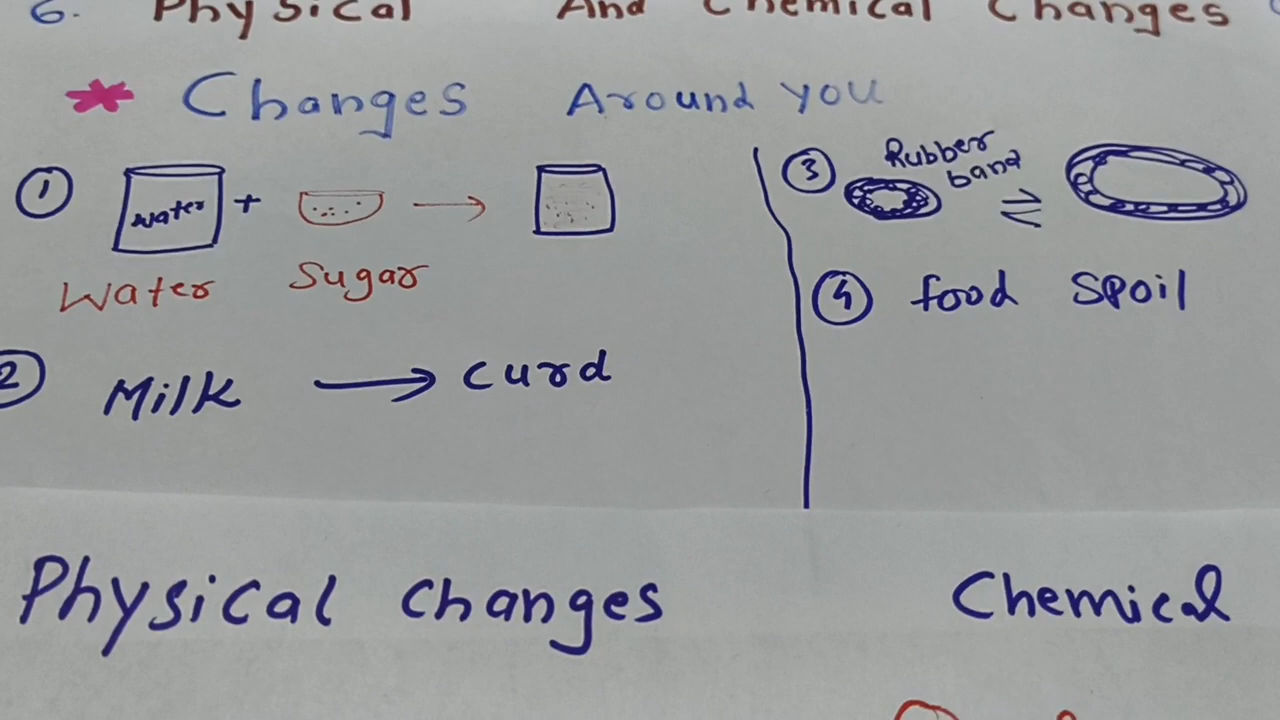 6. Physical And Chemical Changes
* Changes Around you
① water + →
Water Sugar
② Milk → curd
③ Rubber band ⇌
④ food spoil
Physical changes
Chemical